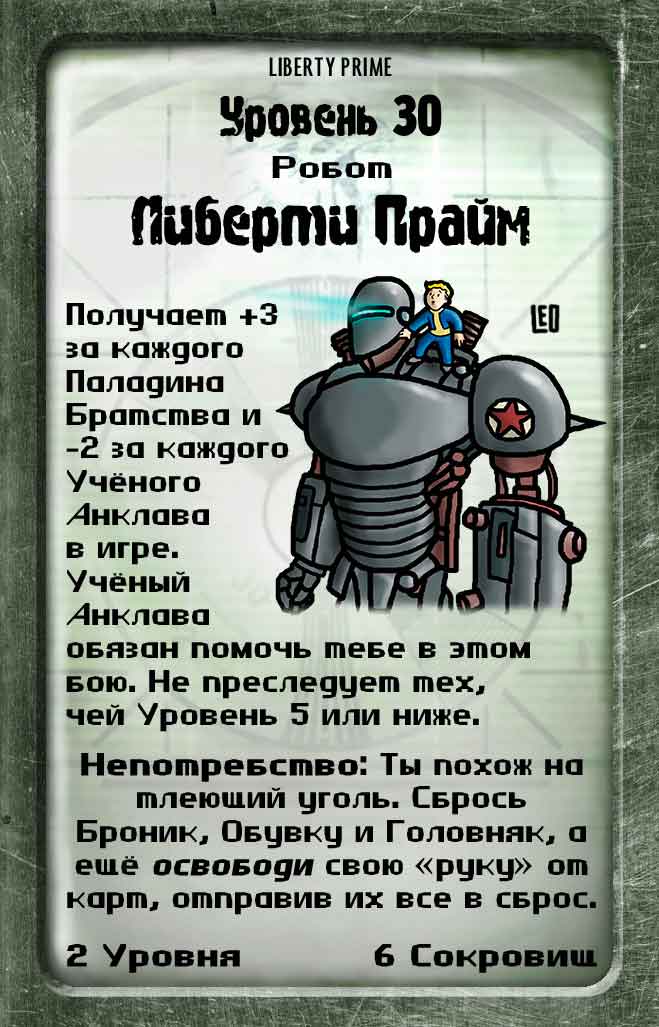 LIBERTY PRIME
Уровень 30
Робот
Либерти Прайм
Получает +3
за каждого
Паладина
Братства и
-2 за каждого
Учёного
Анклава
в игре.
Учёный
Анклава
обязан помочь тебе в этом
бою. Не преследует тех,
чей Уровень 5 или ниже.
LEO
Непотребство: Ты похож на
тлеющий уголь. Сбрось
Броник, Обувку и Головняк, а
ещё освободи свою «руку» от
карт, отправив их все в сброс.
2 Уровня 6 Сокровищ